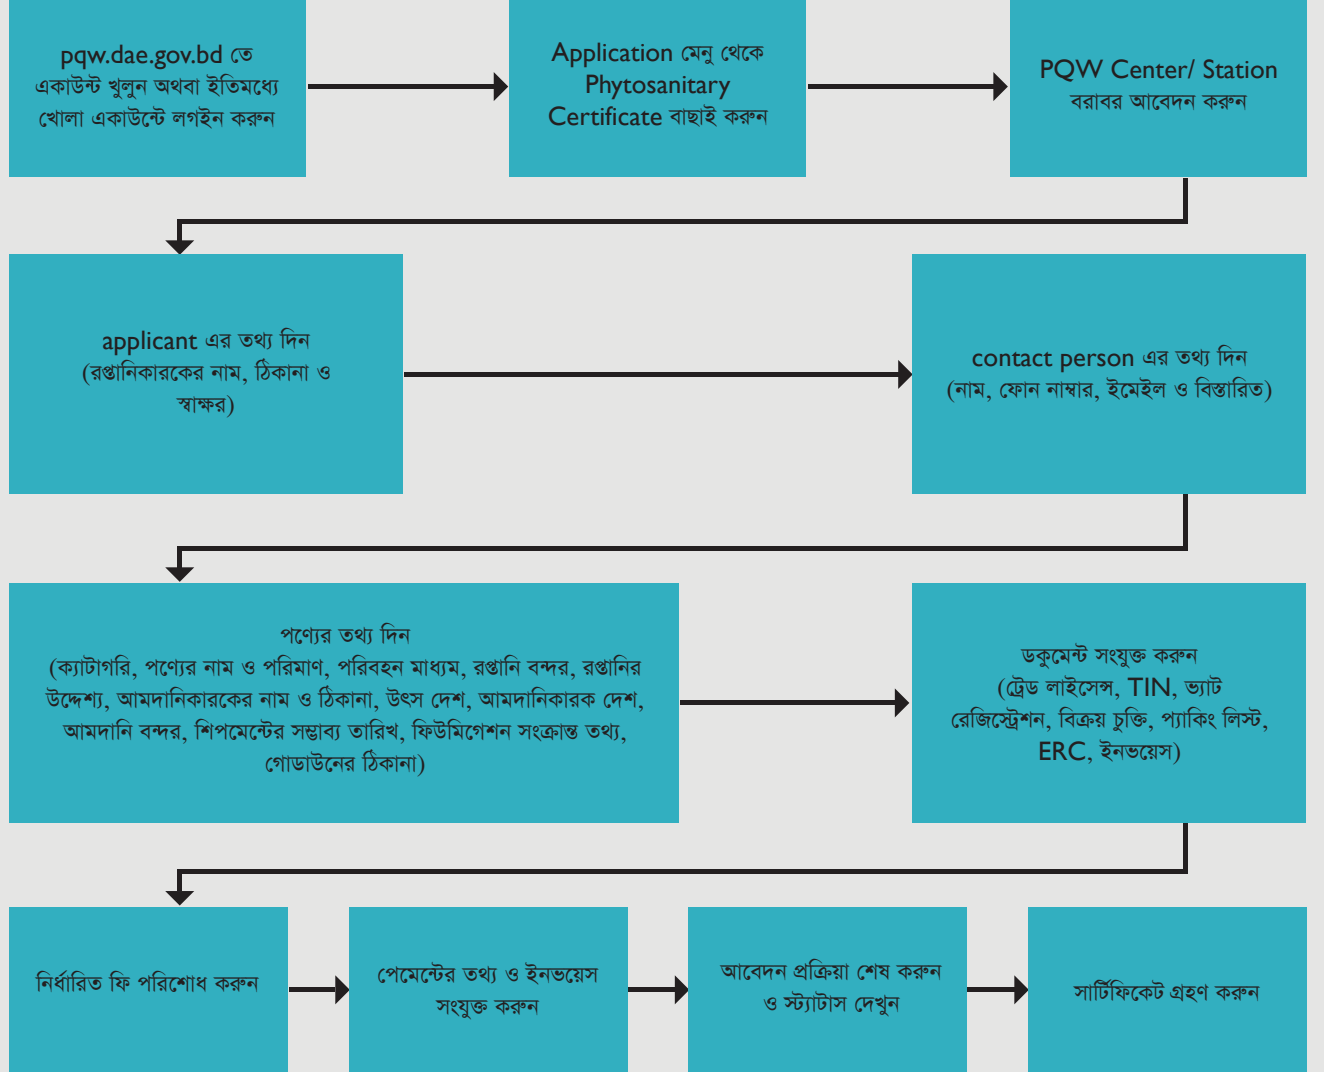 pqw.dae.gov.bd তে
একাউন্ট খুলুন অথবা ইতিমধ্যে
খোলা একাউন্টে লগইন করুন
Application মেনু থেকে
Phytosanitary
Certificate বাছাই করুন
PQW Center/ Station
বরাবর আবেদন করুন
applicant এর তথ্য দিন
(রপ্তানিকারকের নাম, ঠিকানা ও
স্বাক্ষর)
contact person এর তথ্য দিন
(নাম, ফোন নাম্বার, ইমেইল ও বিস্তারিত)
পণ্যের তথ্য দিন
(ক্যাটাগরি, পণ্যের নাম ও পরিমাণ, পরিবহন মাধ্যম, রপ্তানি বন্দর, রপ্তানির
উদ্দেশ্য, আমদানিকারকের নাম ও ঠিকানা, উৎস দেশ, আমদানিকারক দেশ,
আমদানি বন্দর, শিপমেন্টের সম্ভাব্য তারিখ, ফিউমিগেশন সংক্রান্ত তথ্য,
গোডাউনের ঠিকানা)
ডকুমেন্ট সংযুক্ত করুন
(ট্রেড লাইসেন্স, TIN, ভ্যাট
রেজিস্ট্রেশন, বিক্রয় চুক্তি, প্যাকিং লিস্ট,
ERC, ইনভয়েস)
নির্ধারিত ফি পরিশোধ করুন
পেমেন্টের তথ্য ও ইনভয়েস
সংযুক্ত করুন
আবেদন প্রক্রিয়া শেষ করুন
ও স্ট্যাটাস দেখুন
সার্টিফিকেট গ্রহণ করুন